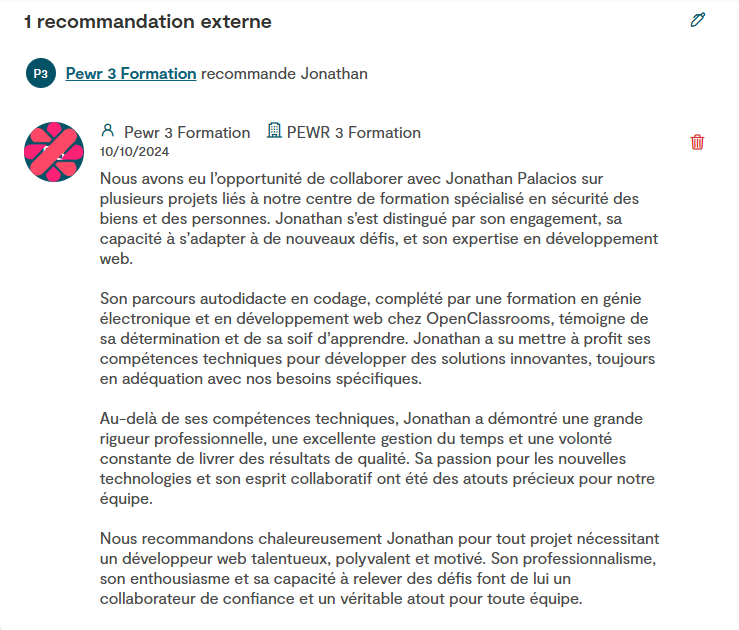 1 recommandation externe
P3 Pewr 3 Formation recommande Jonathan
Pewr 3 Formation PEWR 3 Formation
10/10/2024
Nous avons eu l’opportunité de collaborer avec Jonathan Palacios sur
plusieurs projets liés à notre centre de formation spécialisé en sécurité des
biens et des personnes. Jonathan s’est distingué par son engagement, sa
capacité à s’adapter à de nouveaux défis, et son expertise en développement
web.
Son parcours autodidacte en codage, complété par une formation en génie
électronique et en développement web chez OpenClassrooms, témoigne de
sa détermination et de sa soif d’apprendre. Jonathan a su mettre à profit ses
compétences techniques pour développer des solutions innovantes, toujours
en adéquation avec nos besoins spécifiques.
Au-delà de ses compétences techniques, Jonathan a démontré une grande
rigueur professionnelle, une excellente gestion du temps et une volonté
constante de livrer des résultats de qualité. Sa passion pour les nouvelles
technologies et son esprit collaboratif ont été des atouts précieux pour notre
équipe.
Nous recommandons chaleureusement Jonathan pour tout projet nécessitant
un développeur web talentueux, polyvalent et motivé. Son professionnalisme,
son enthousiasme et sa capacité à relever des défis font de lui un
collaborateur de confiance et un véritable atout pour toute équipe.